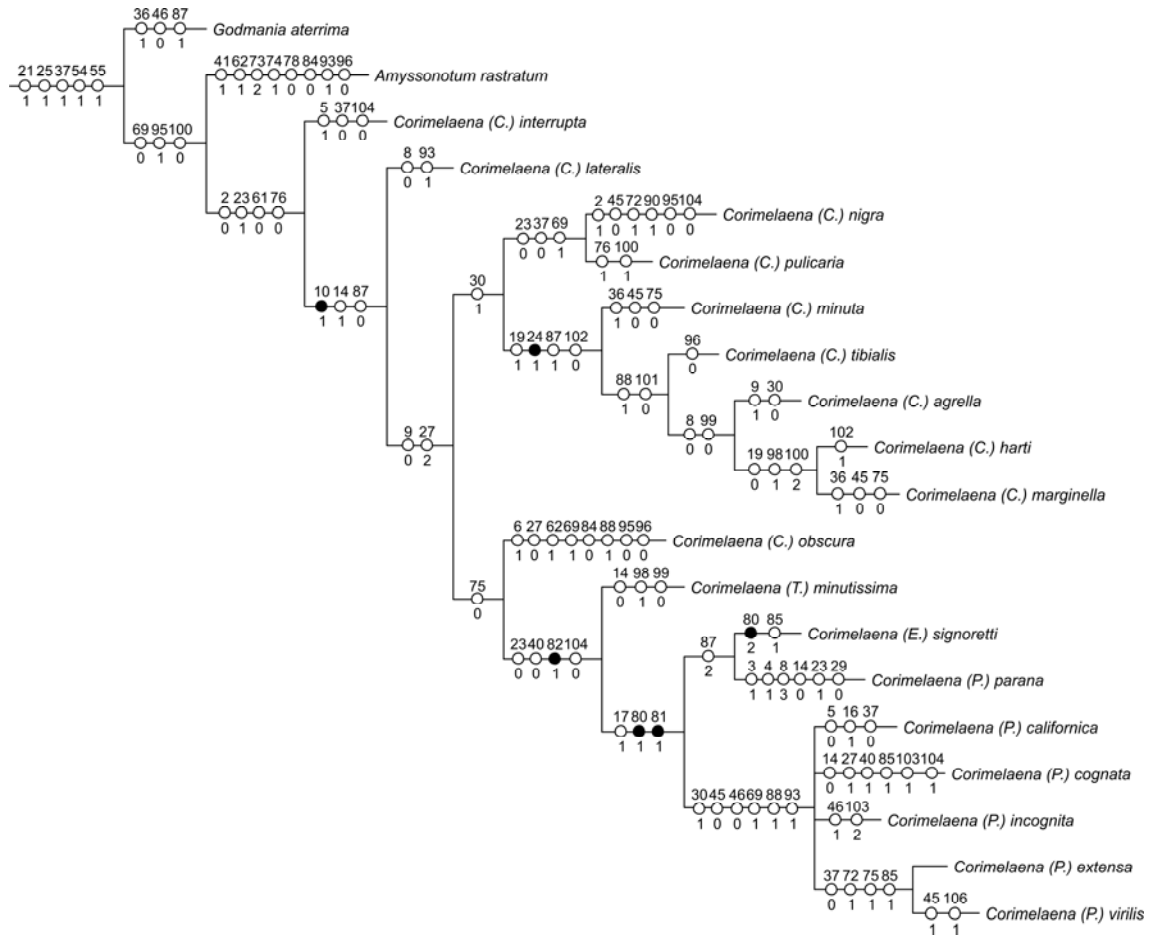 36 46 87
1 0 1
Godmania aterrima
21 25 37 54 55
1 1 1 1 1
41 62 73 74 78 84 93 96
1 1 2 1 0 0 1 0
Amyssonotum rastratum
69 95 100
0 1 0
5 37 104
1 0 0
Corimelaena (C.) interrupta
8 93
0 1
Corimelaena (C.) lateralis
2 23 61 76
0 1 0 0
2 45 72 90 95 104
1 0 1 1 0 0
Corimelaena (C.) nigra
23 37 69
0 0 1
76 100
1 1
Corimelaena (C.) pulicaria
10 14 87
1 1 0
30
1
36 45 75
1 0 0
Corimelaena (C.) minuta
19 24 87 102
1 1 1 0
96
0
Corimelaena (C.) tibialis
88 101
1 0
9 30
1 0
Corimelaena (C.) agrella
9 27
0 2
8 99
0 0
102
1
Corimelaena (C.) harti
19 98 100
0 1 2
36 45 75
1 0 0
Corimelaena (C.) marginella
6 27 62 69 84 88 95 96
1 0 1 1 0 1 0 0
Corimelaena (C.) obscura
75
0
14 98 99
0 1 0
Corimelaena (T.) minutissima
23 40 82 104
0 0 1 0
80 85
2 1
Corimelaena (E.) signoretti
87
2
3 4 8 14 23 29
1 1 3 0 1 0
Corimelaena (P.) parana
17 80 81
1 1 1
5 16 37
0 1 0
Corimelaena (P.) californica
14 27 40 85 103 104
0 1 1 1 1 1
Corimelaena (P.) cognata
30 45 46 69 88 93
1 0 0 1 1 1
46 103
1 2
Corimelaena (P.) incognita
Corimelaena (P.) extensa
37 72 75 85
0 1 1 1
45 106
1 1
Corimelaena (P.) virilis